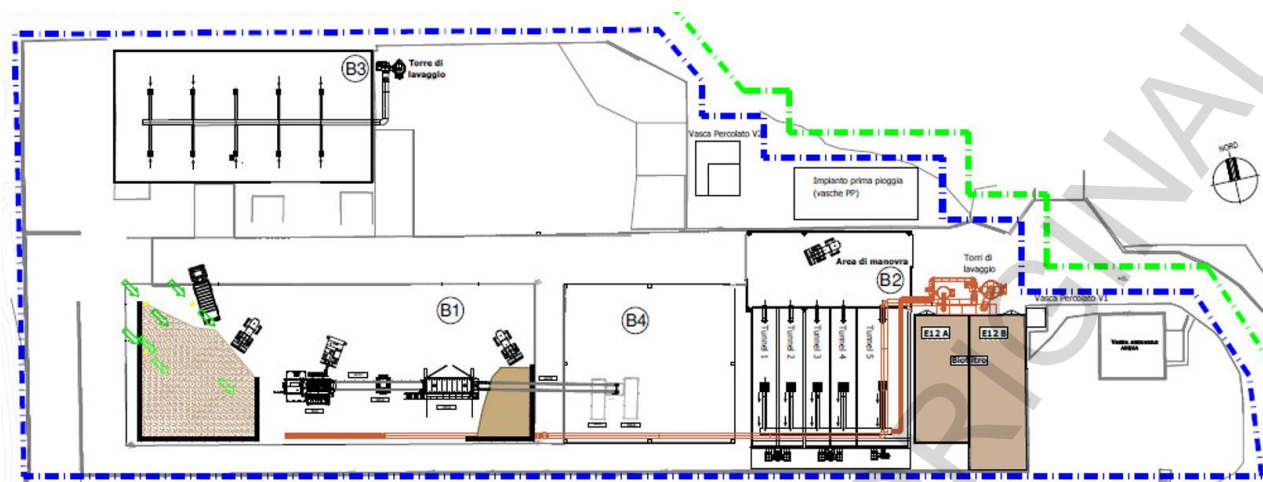 B3
Torre di
lavaggio
NORD
Vasca Percolato V2
Impianto prima pioggia
(vasche PP)
Area di manovra
B2
Torri di
lavaggio
Vasca Percolato V1
B1
B4
Tunnel 1
Tunnel 2
Tunnel 3
Tunnel 4
Tunnel 5
E12 A
E12 B
Biofiltro
ACQUA
ORIGINAL